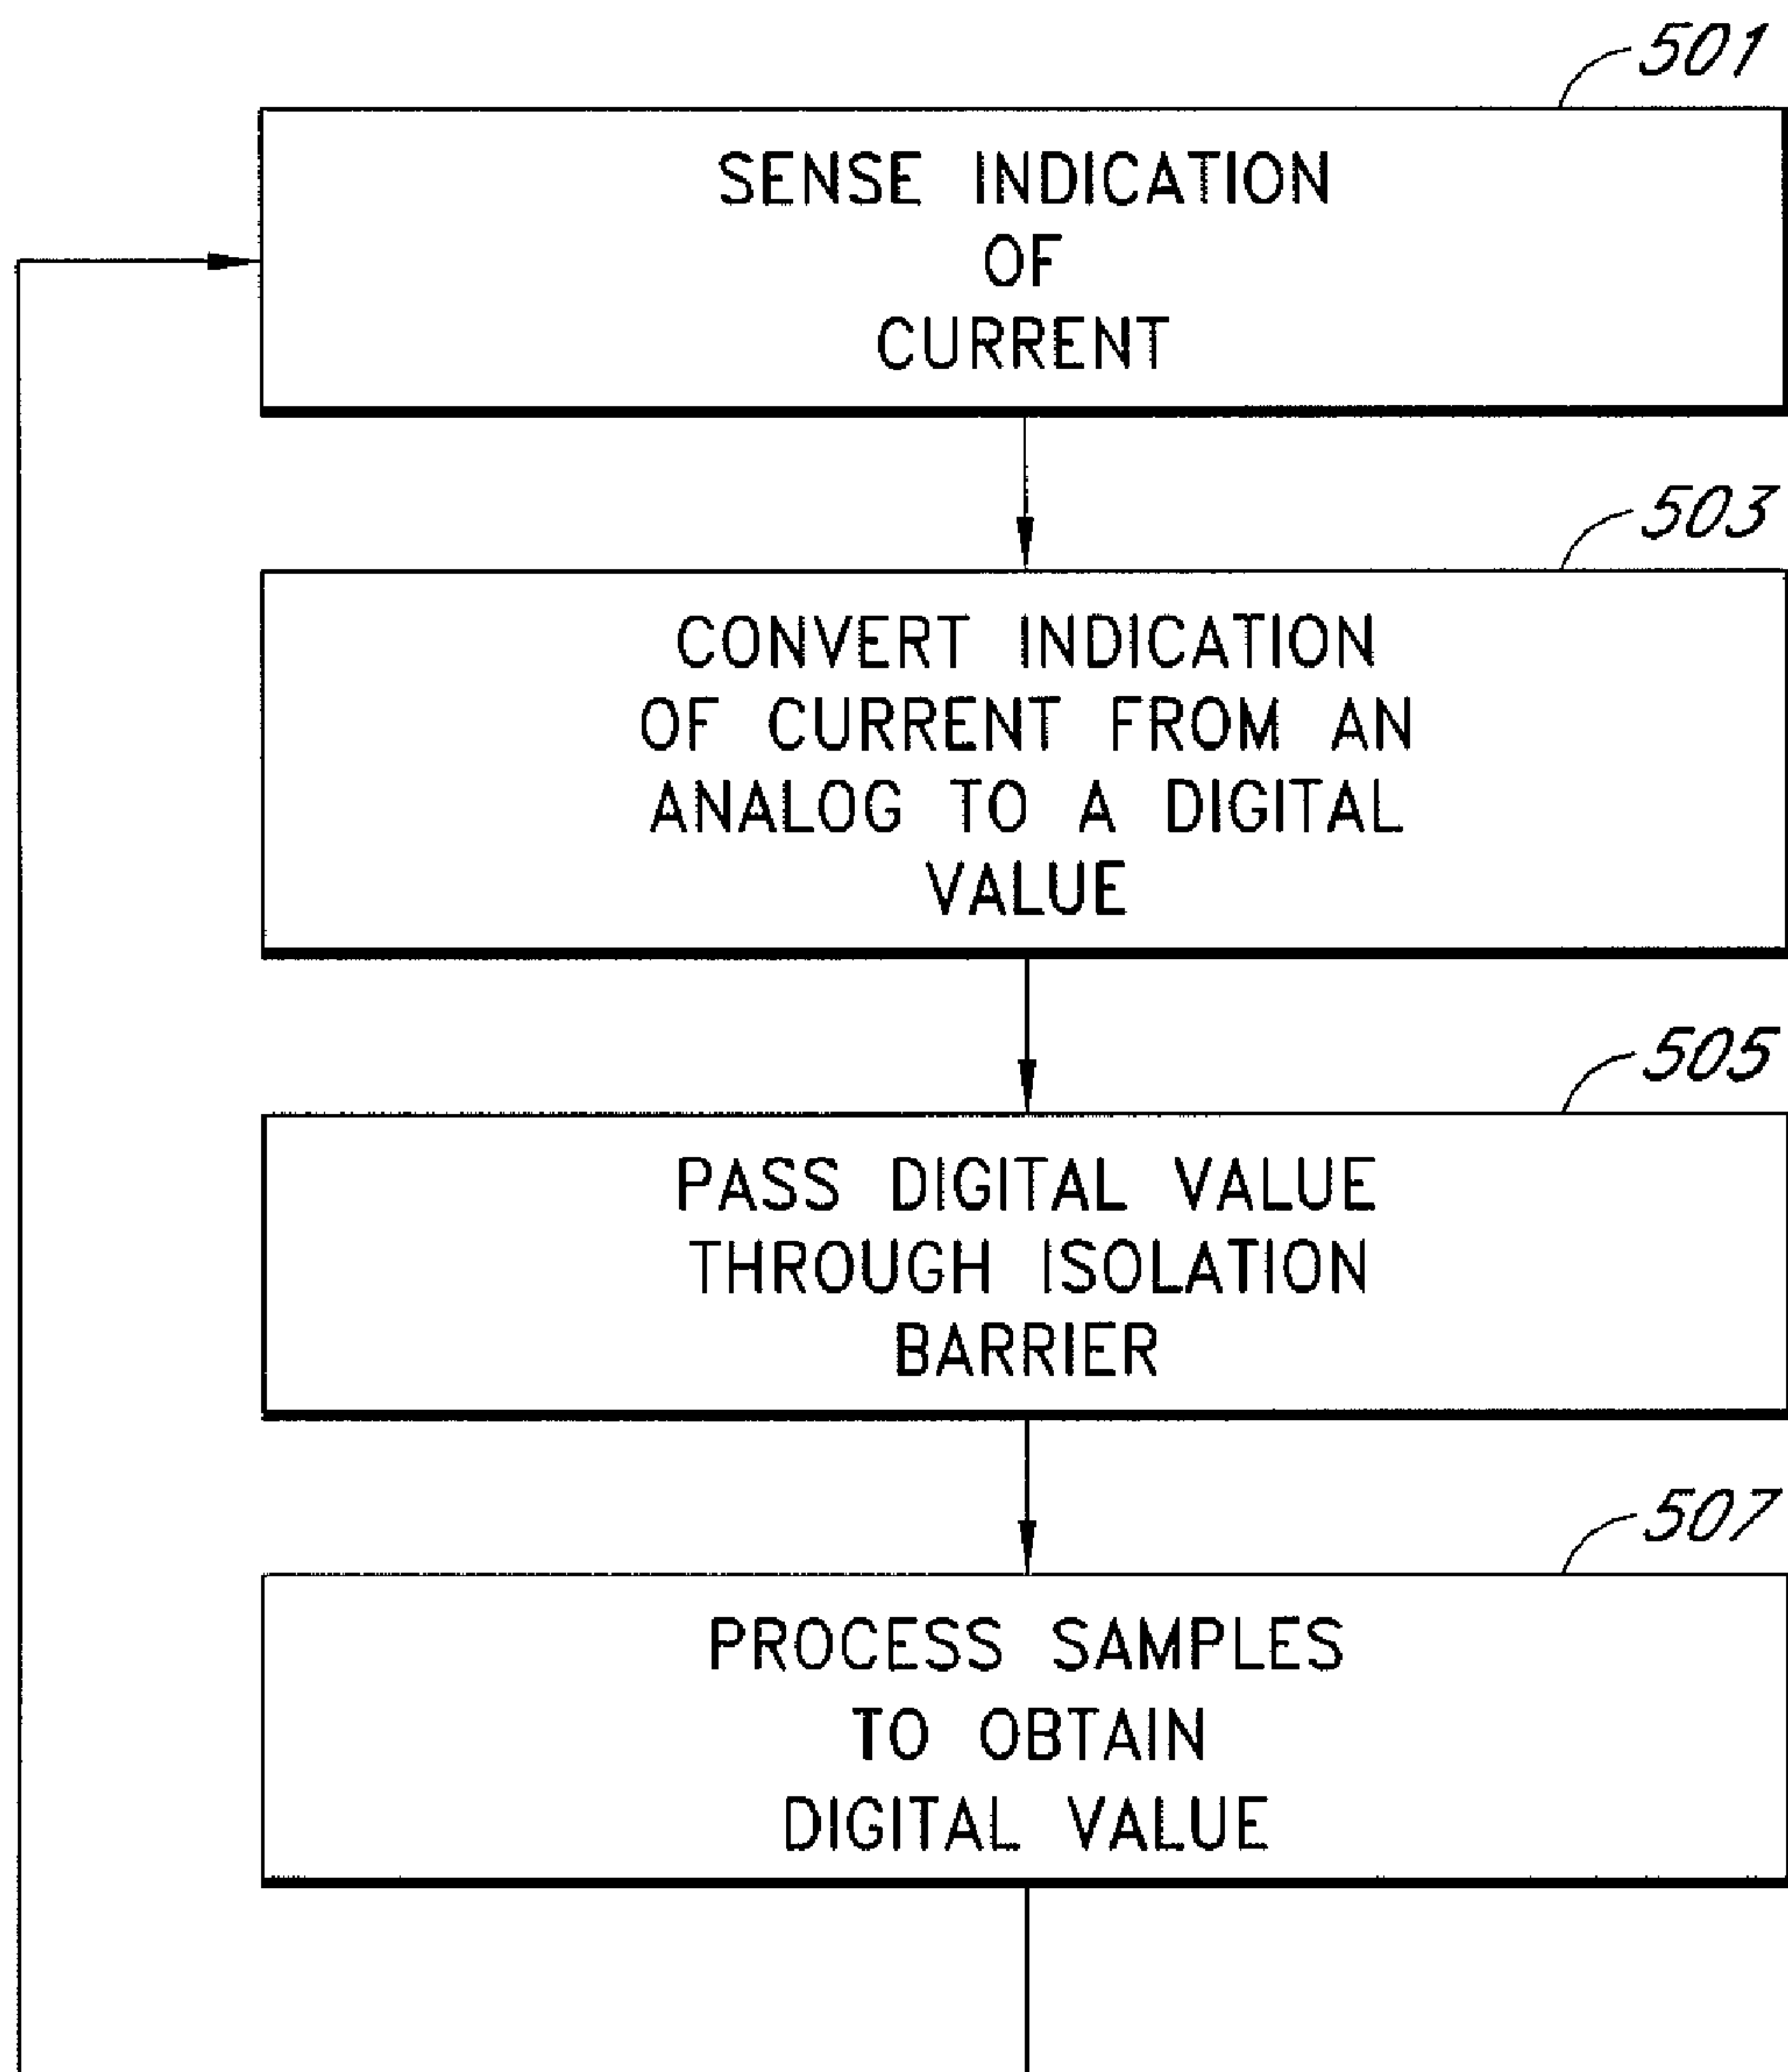 501
SENSE INDICATION
OF
CURRENT
503
CONVERT INDICATION
OF CURRENT FROM AN
ANALOG TO A DIGITAL
VALUE
505
PASS DIGITAL VALUE
THROUGH ISOLATION
BARRIER
507
PROCESS SAMPLES
TO OBTAIN
DIGITAL VALUE